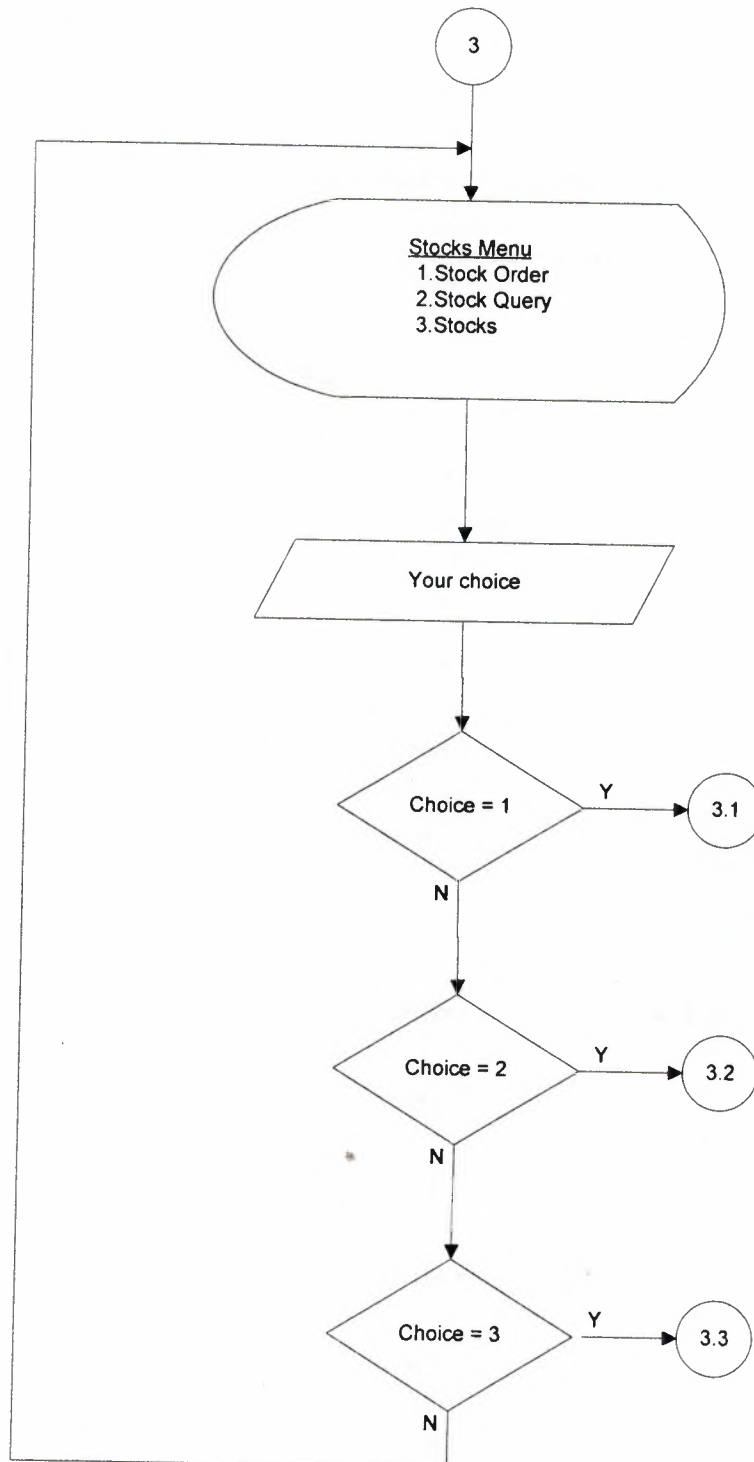 3
Stocks Menu
1.Stock Order
2.Stock Query
3.Stocks
Your choice
Choice = 1
Y
3.1
N
Choice = 2
Y
3.2
N
Choice = 3
Y
3.3
N